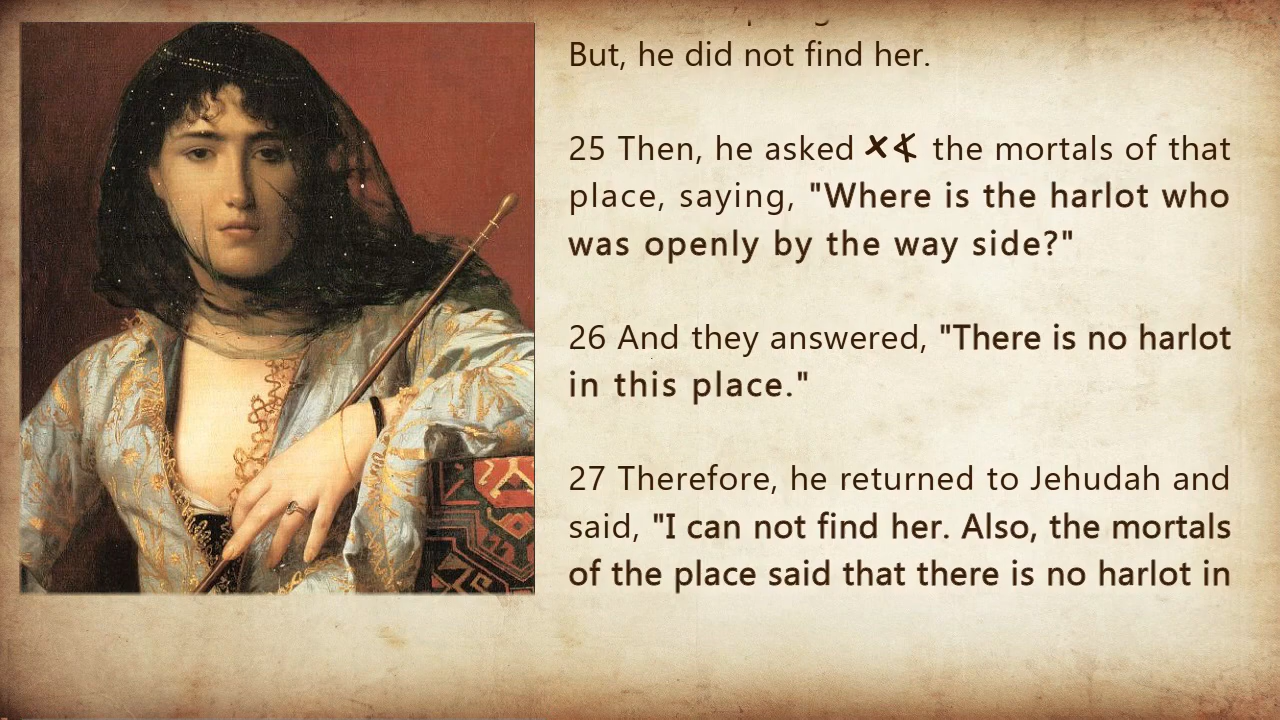 But, he did not find her.
25 Then, he asked 𐤕𐤀 the mortals of that
place, saying, "Where is the harlot who
was openly by the way side?"
26 And they answered, "There is no harlot
in this place."
27 Therefore, he returned to Jehudah and
said, "I can not find her. Also, the mortals
of the place said that there is no harlot in